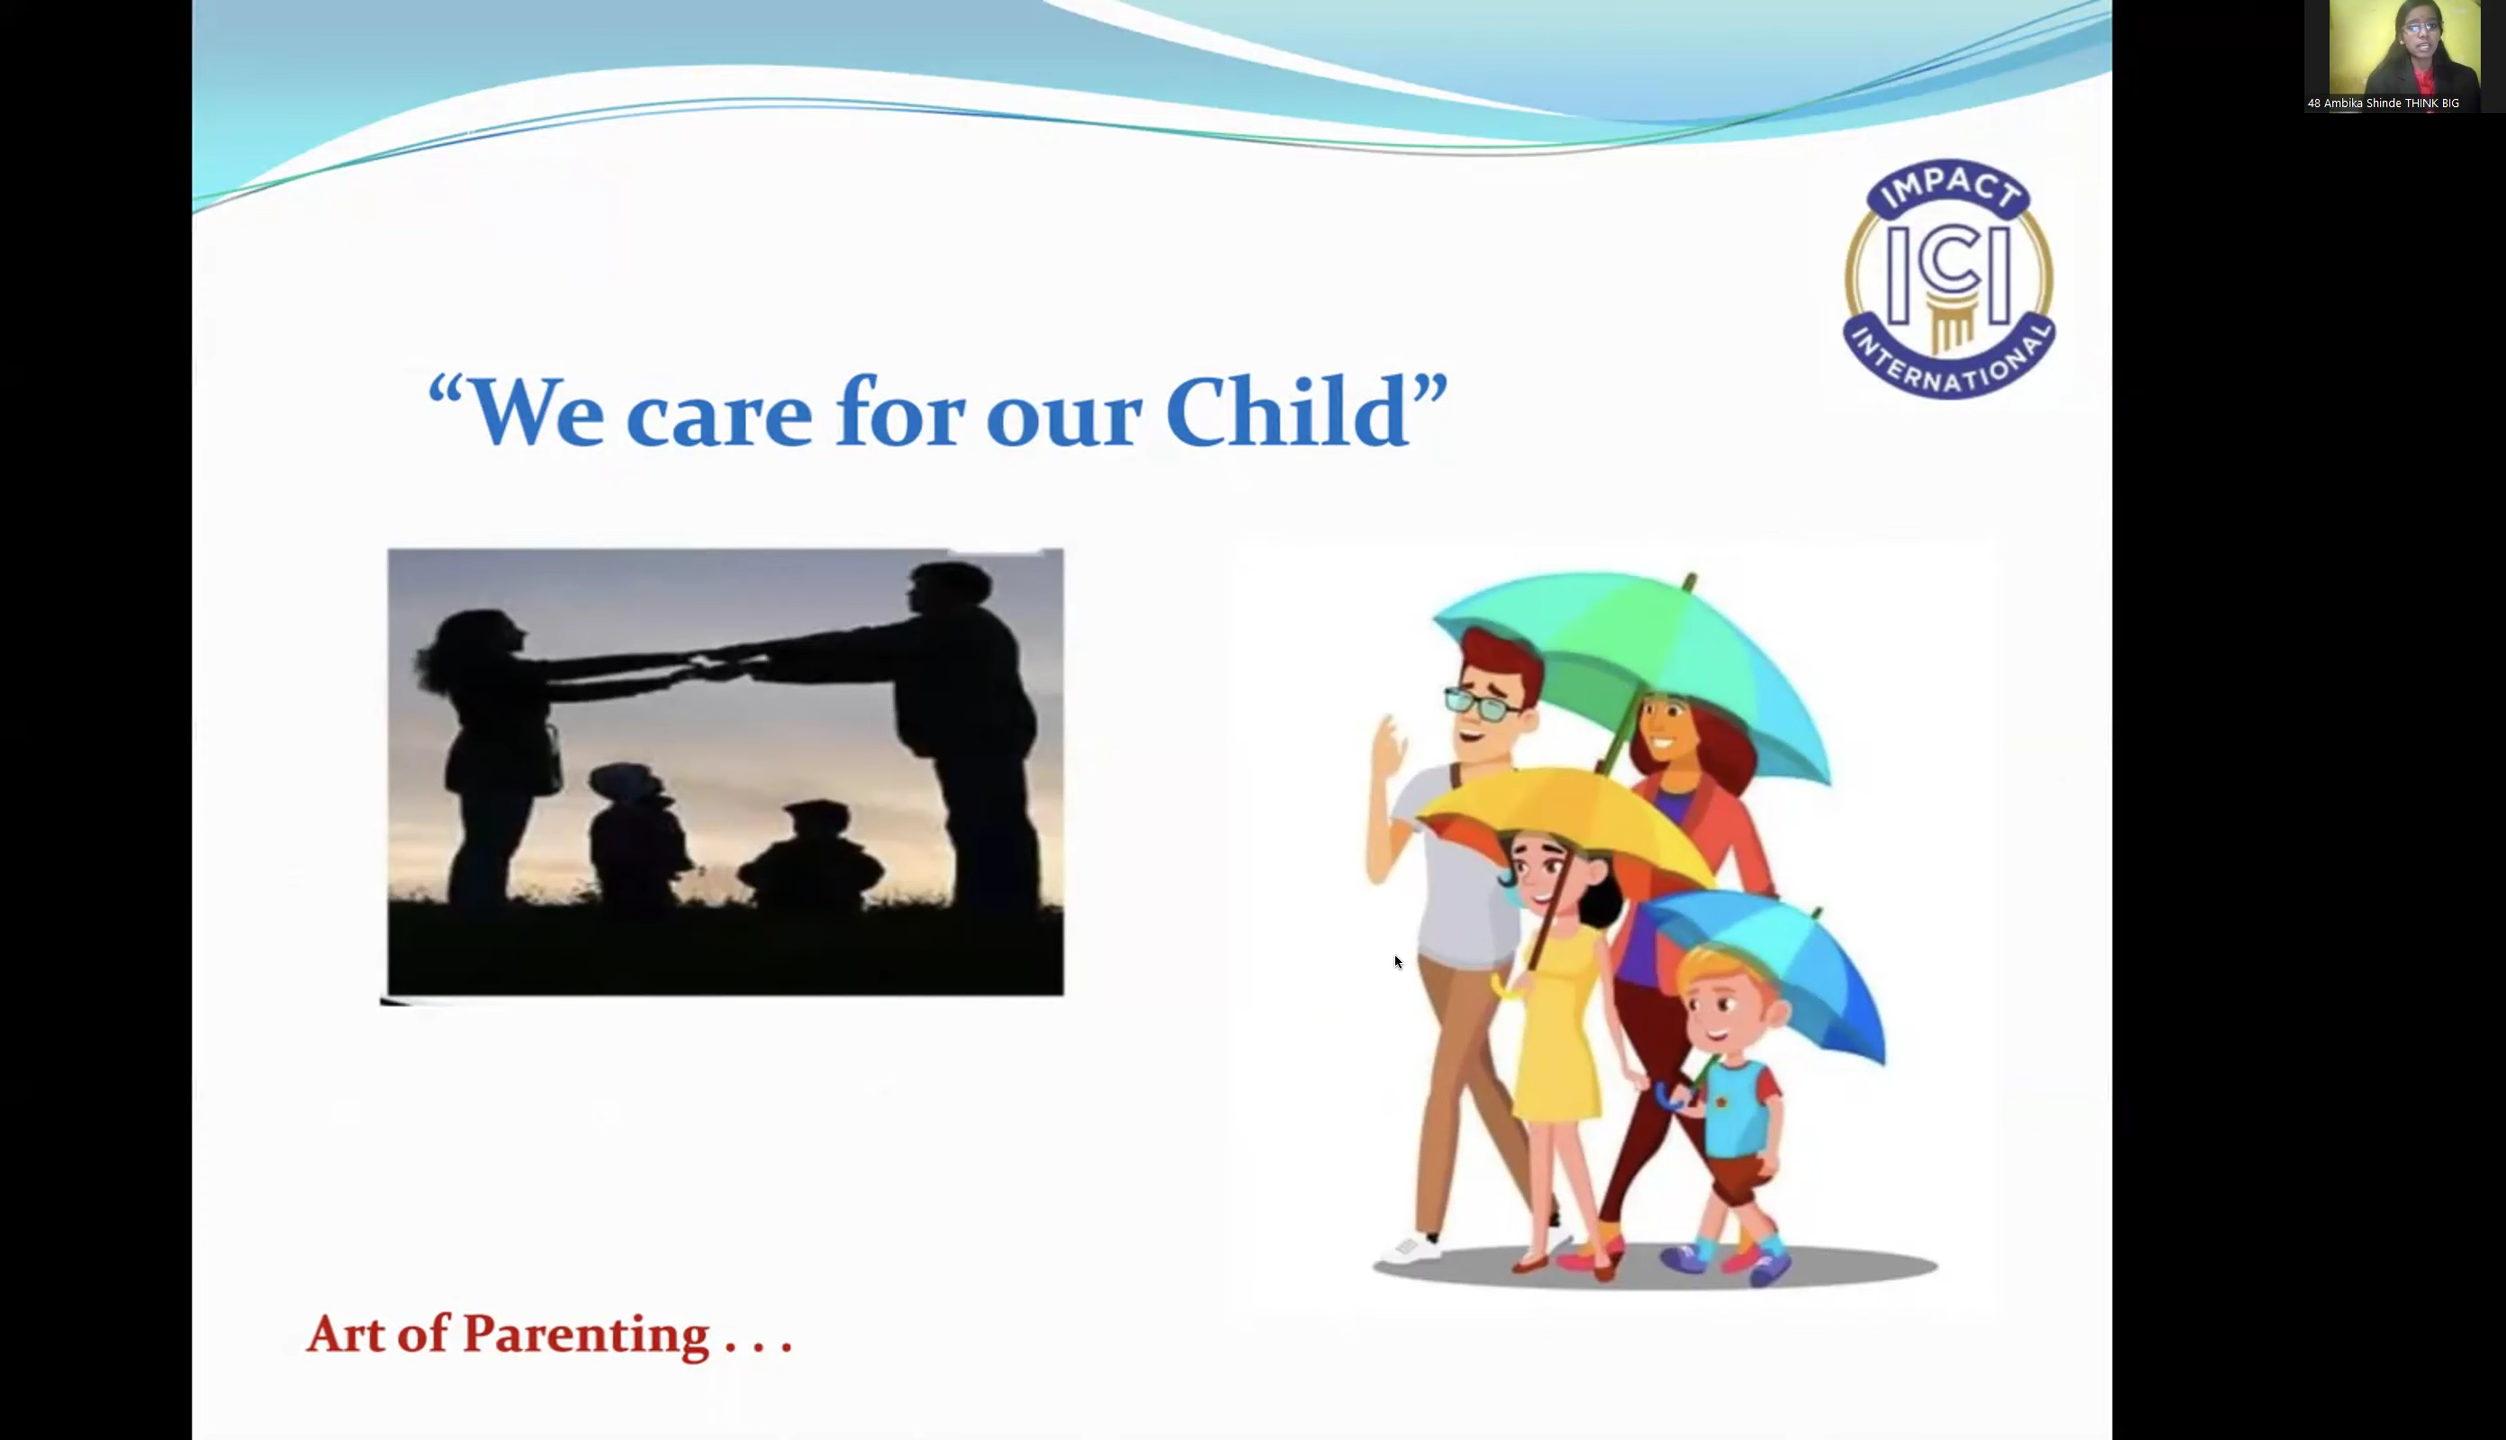 48 Ambika Shinde THINK BIG
IMPACT
ICI
INTERNATIONAL
“We care for our Child”
Art of Parenting . . .